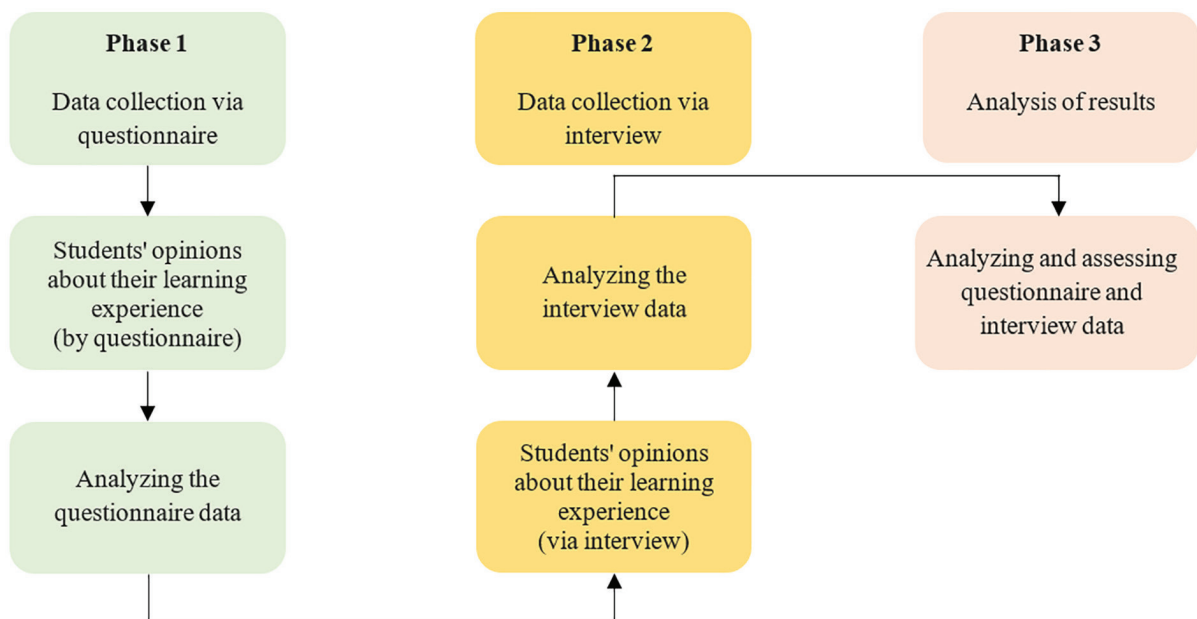 Phase 1
Data collection via
questionnaire
Students' opinions
about their learning
experience
(by questionnaire)
Analyzing the
questionnaire data
Phase 2
Data collection via
interview
Analyzing the
interview data
Students' opinions
about their learning
experience
(via interview)
Phase 3
Analysis of results
Analyzing and assessing
questionnaire and
interview data